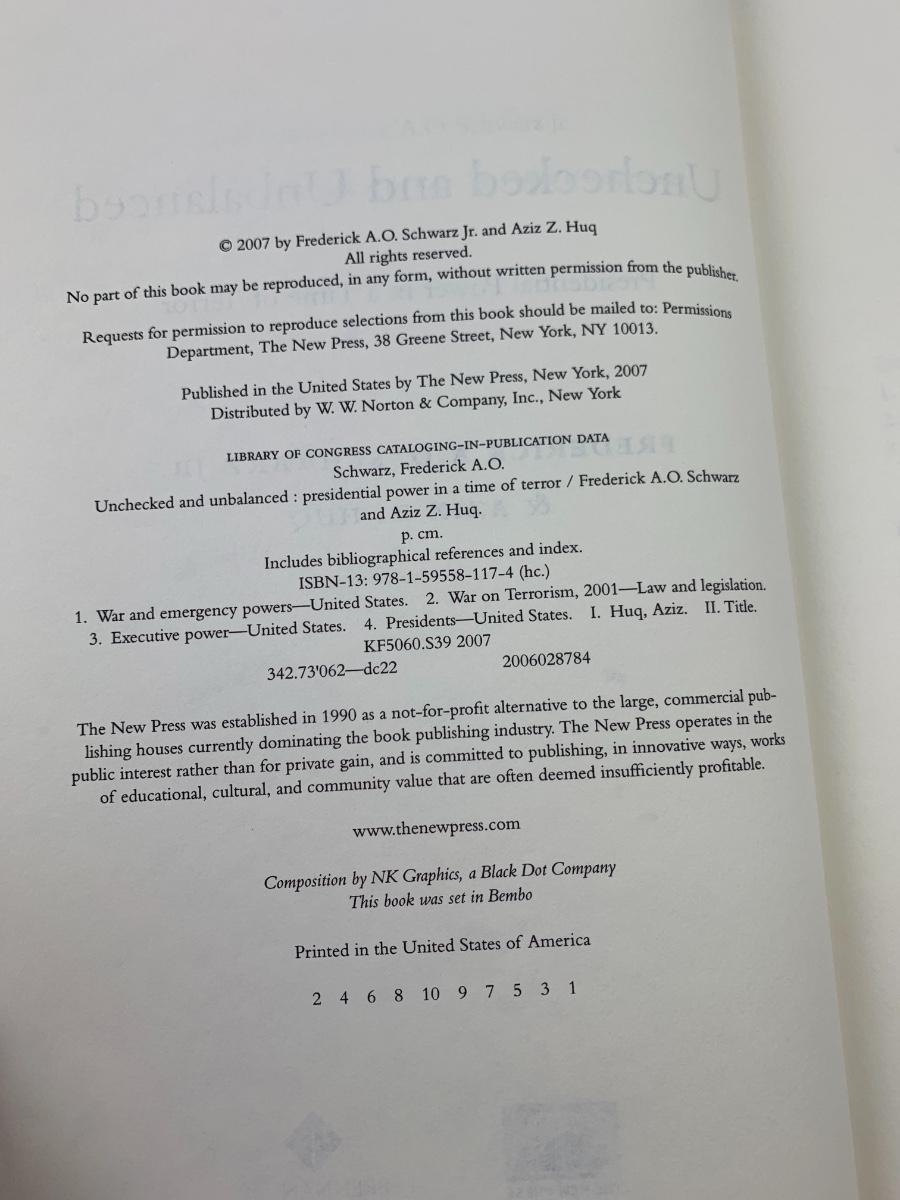 © 2007 by Frederick A.O. Schwarz Jr. and Aziz Z. Huq
All rights reserved.
No part of this book may be reproduced, in any form, without written permission from the publisher.
Requests for permission to reproduce selections from this book should be mailed to: Permissions
Department, The New Press, 38 Greene Street, New York, NY 10013.
Published in the United States by The New Press, New York, 2007
Distributed by W. W. Norton & Company, Inc., New York
LIBRARY OF CONGRESS CATALOGING-IN-PUBLICATION DATA
Schwarz, Frederick A.O.
Unchecked and unbalanced : presidential power in a time of terror / Frederick A.O. Schwarz
and Aziz Z. Huq.
p. cm.
Includes bibliographical references and index.
ISBN-13: 978-1-59558-117-4 (hc.)
1. War and emergency powers—United States. 2. War on Terrorism, 2001—Law and legislation.
3. Executive power—United States. 4. Presidents—United States. I. Huq, Aziz. II. Title.
KF5060.S39 2007
342.73'062—dc22 2006028784
The New Press was established in 1990 as a not-for-profit alternative to the large, commercial pub-
lishing houses currently dominating the book publishing industry. The New Press operates in the
public interest rather than for private gain, and is committed to publishing, in innovative ways, works
of educational, cultural, and community value that are often deemed insufficiently profitable.
www.thenewpress.com
Composition by NK Graphics, a Black Dot Company
This book was set in Bembo
Printed in the United States of America
2 4 6 8 10 9 7 5 3 1